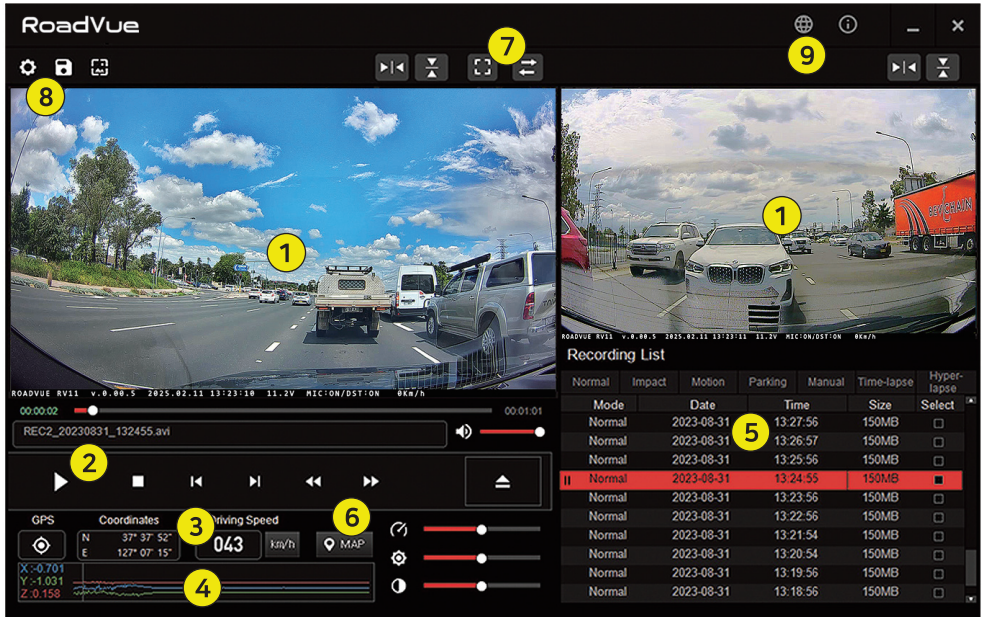 RoadVue
7
9
8
1
1
REVCHAIN
ROADVUE RV11 v.0.00.5 2025.02.11 13:23:10 11.2V MIC:ON/DST:ON 0Km/h
ROADVUE RV11 v.0.00.5 2025.02.11 13:23:11 11.2V MIC:ON/DST:ON 0Km/h
00:00:02 00:01:01
REC2_20230831_132455.avi
2
3
6
GPS Coordinates Driving Speed
N 37° 37' 52"
E 127° 07' 15"
043 km/h MAP
X:-0.701
Y:-1.031
Z:0.158
4
Recording List
Normal Impact Motion Parking Manual Time-lapse Hyper-
lapse
Mode Date Time Size Select
Normal 2023-08-31 13:27:56 150MB
5
Normal 2023-08-31 13:26:57 150MB
Normal 2023-08-31 13:25:56 150MB
Normal 2023-08-31 13:24:55 150MB
Normal 2023-08-31 13:23:56 150MB
Normal 2023-08-31 13:22:56 150MB
Normal 2023-08-31 13:21:54 150MB
Normal 2023-08-31 13:20:54 150MB
Normal 2023-08-31 13:19:56 150MB
Normal 2023-08-31 13:18:56 150MB